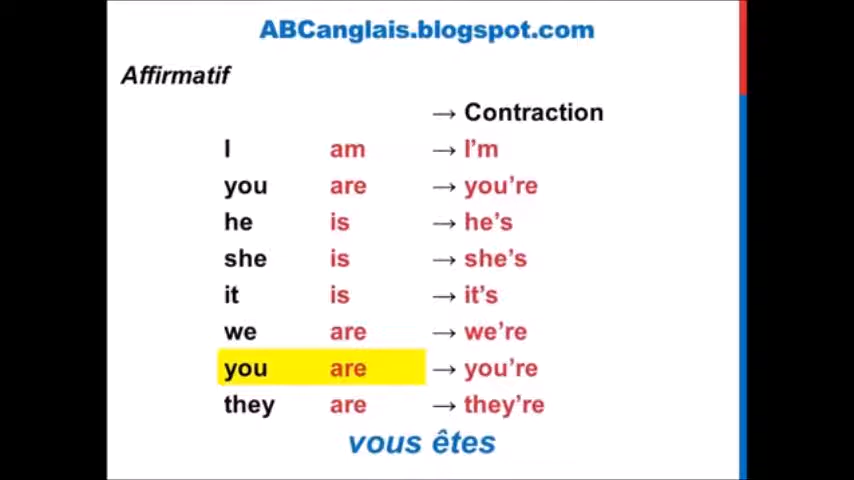 ABCanglais.blogspot.com
Affirmatif
→ Contraction
I am → I’m
you are → you’re
he is → he’s
she is → she’s
it is → it’s
we are → we’re
you are → you’re
they are → they’re
vous êtes